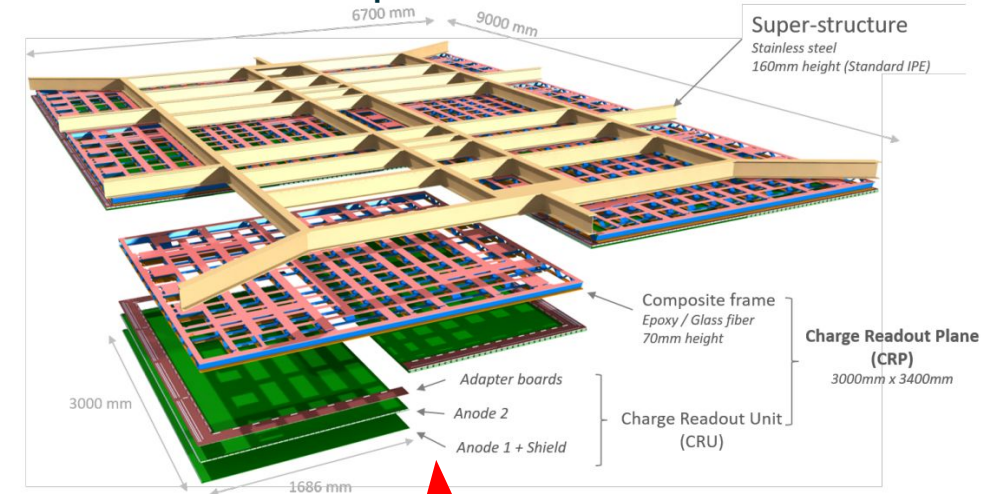 6700 mm
9000 mm
Super-structure
Stainless steel
160mm height (Standard IPE)
Composite frame
Epoxy / Glass fiber
70mm height
Charge Readout Plane
(CRP)
3000mm x 3400mm
Adapter boards
3000 mm
Anode 2
Charge Readout Unit
(CRU)
Anode 1 + Shield
1686 mm